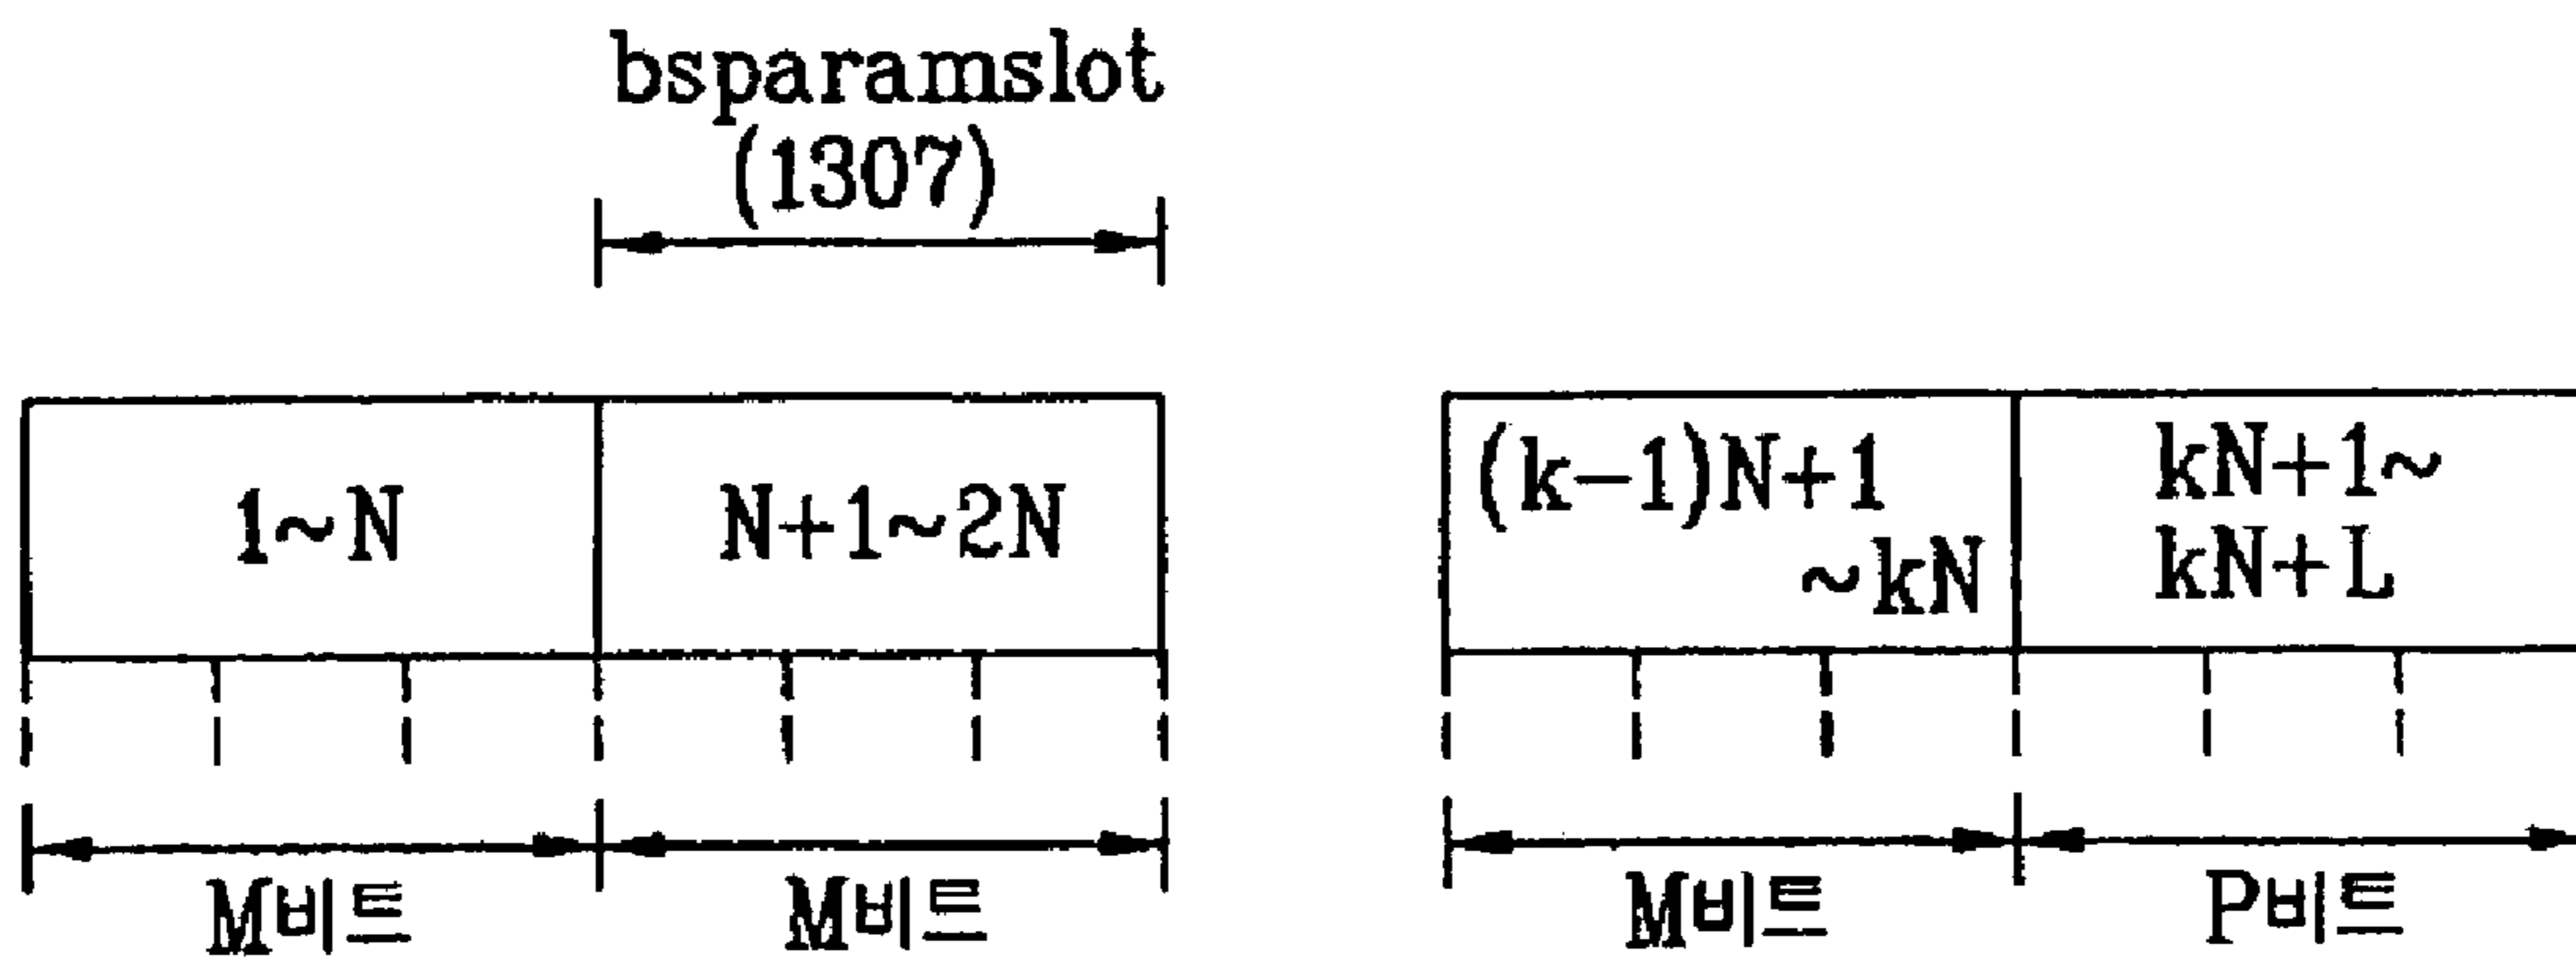 bsparamslot
(1307)
1~N
N+1~2N
(k-1)N+1
~kN
kN+1~
kN+L
M비트
M비트
M비트
P비트